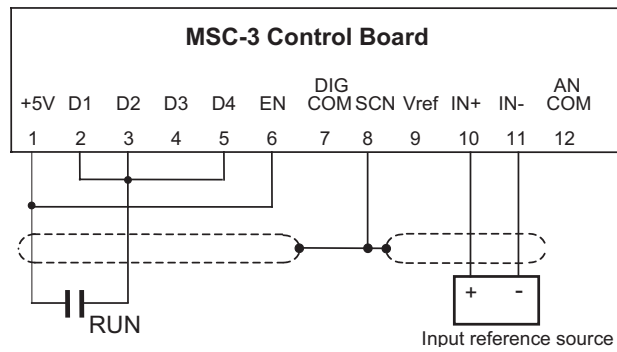 MSC-3 Control Board
DIG AN
+5V D1 D2 D3 D4 EN COM SCN Vref IN+ IN- COM
1 2 3 4 5 6 7 8 9 10 11 12
+ -
RUN
Input reference source